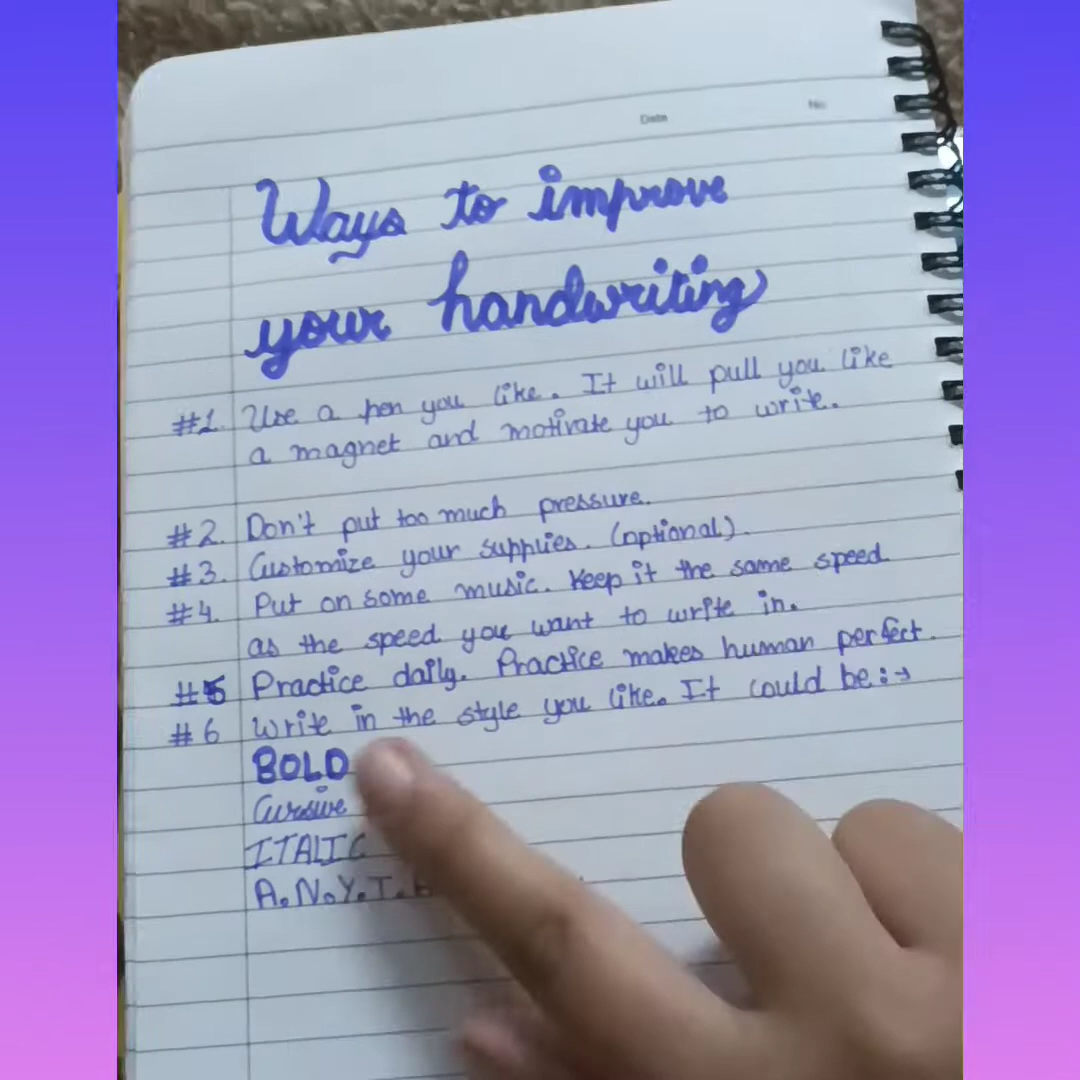 Date
No
Ways to improve
your handwriting
#1. Use a pen you like. It will pull you like
a magnet and motivate you to write.
#2. Don't put too much pressure.
#3. Customize your supplies. (optional).
#4. Put on some music. Keep it the same speed
as the speed you want to write in.
#5 Practice daily. Practice makes human perfect.
#6 Write in the style you like. It could be:→
BOLD
Cursive
ITALIC
A.N.Y.T.